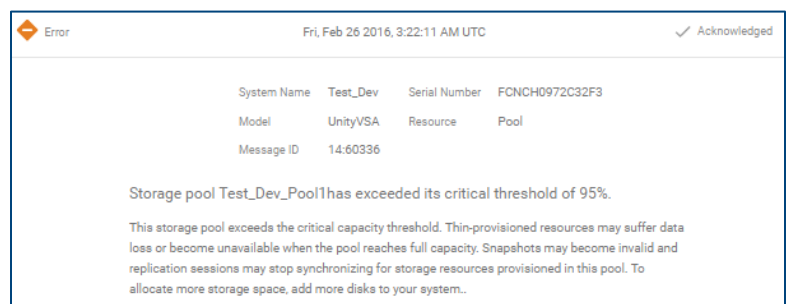 Error Fri, Feb 26 2016, 3:22:11 AM UTC Acknowledged
System Name Test_Dev Serial Number FCNCH0972C32F3
Model UnityVSA Resource Pool
Message ID 14:60336
Storage pool Test_Dev_Pool1has exceeded its critical threshold of 95%.
This storage pool exceeds the critical capacity threshold. Thin-provisioned resources may suffer data
loss or become unavailable when the pool reaches full capacity. Snapshots may become invalid and
replication sessions may stop synchronizing for storage resources provisioned in this pool. To
allocate more storage space, add more disks to your system..